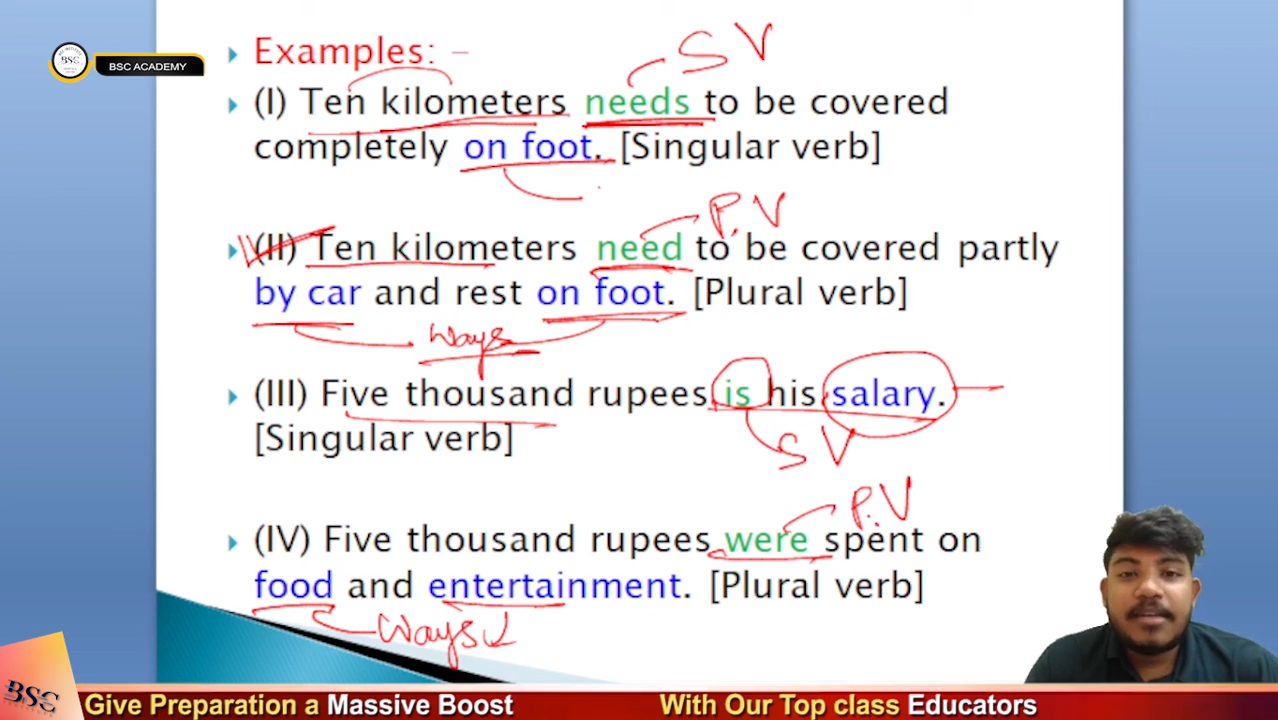 BSC
BSC ACADEMY
Examples: –
S V
(I) Ten kilometers needs to be covered
completely on foot. [Singular verb]
P.V
(II) Ten kilometers need to be covered partly
by car and rest on foot. [Plural verb]
Ways
(III) Five thousand rupees is his salary.
[Singular verb]
S V
P.V
(IV) Five thousand rupees were spent on
food and entertainment. [Plural verb]
Ways
BSC
Give Preparation a Massive Boost
With Our Top class Educators